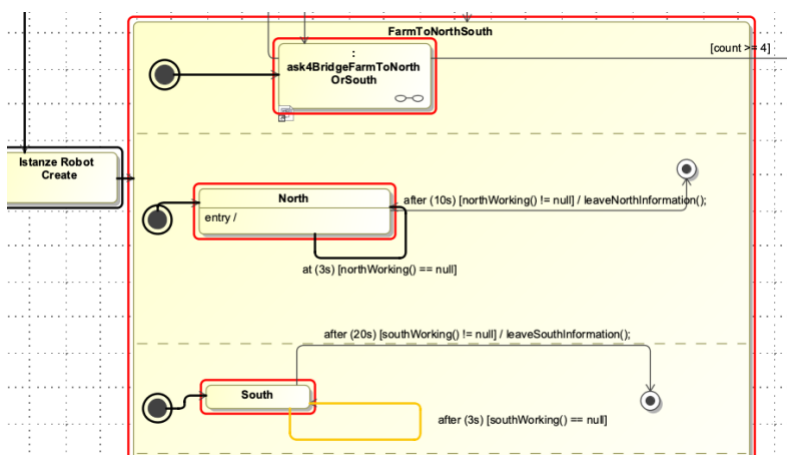 FarmToNorthSouth
[count >= 4]
:
ask4BridgeFarmToNorth
OrSouth
Istanze Robot
Create
North
entry /
after (10s) [northWorking() != null] / leaveNorthInformation();
at (3s) [northWorking() == null]
after (20s) [southWorking() != null] / leaveSouthInformation();
South
after (3s) [southWorking() == null]